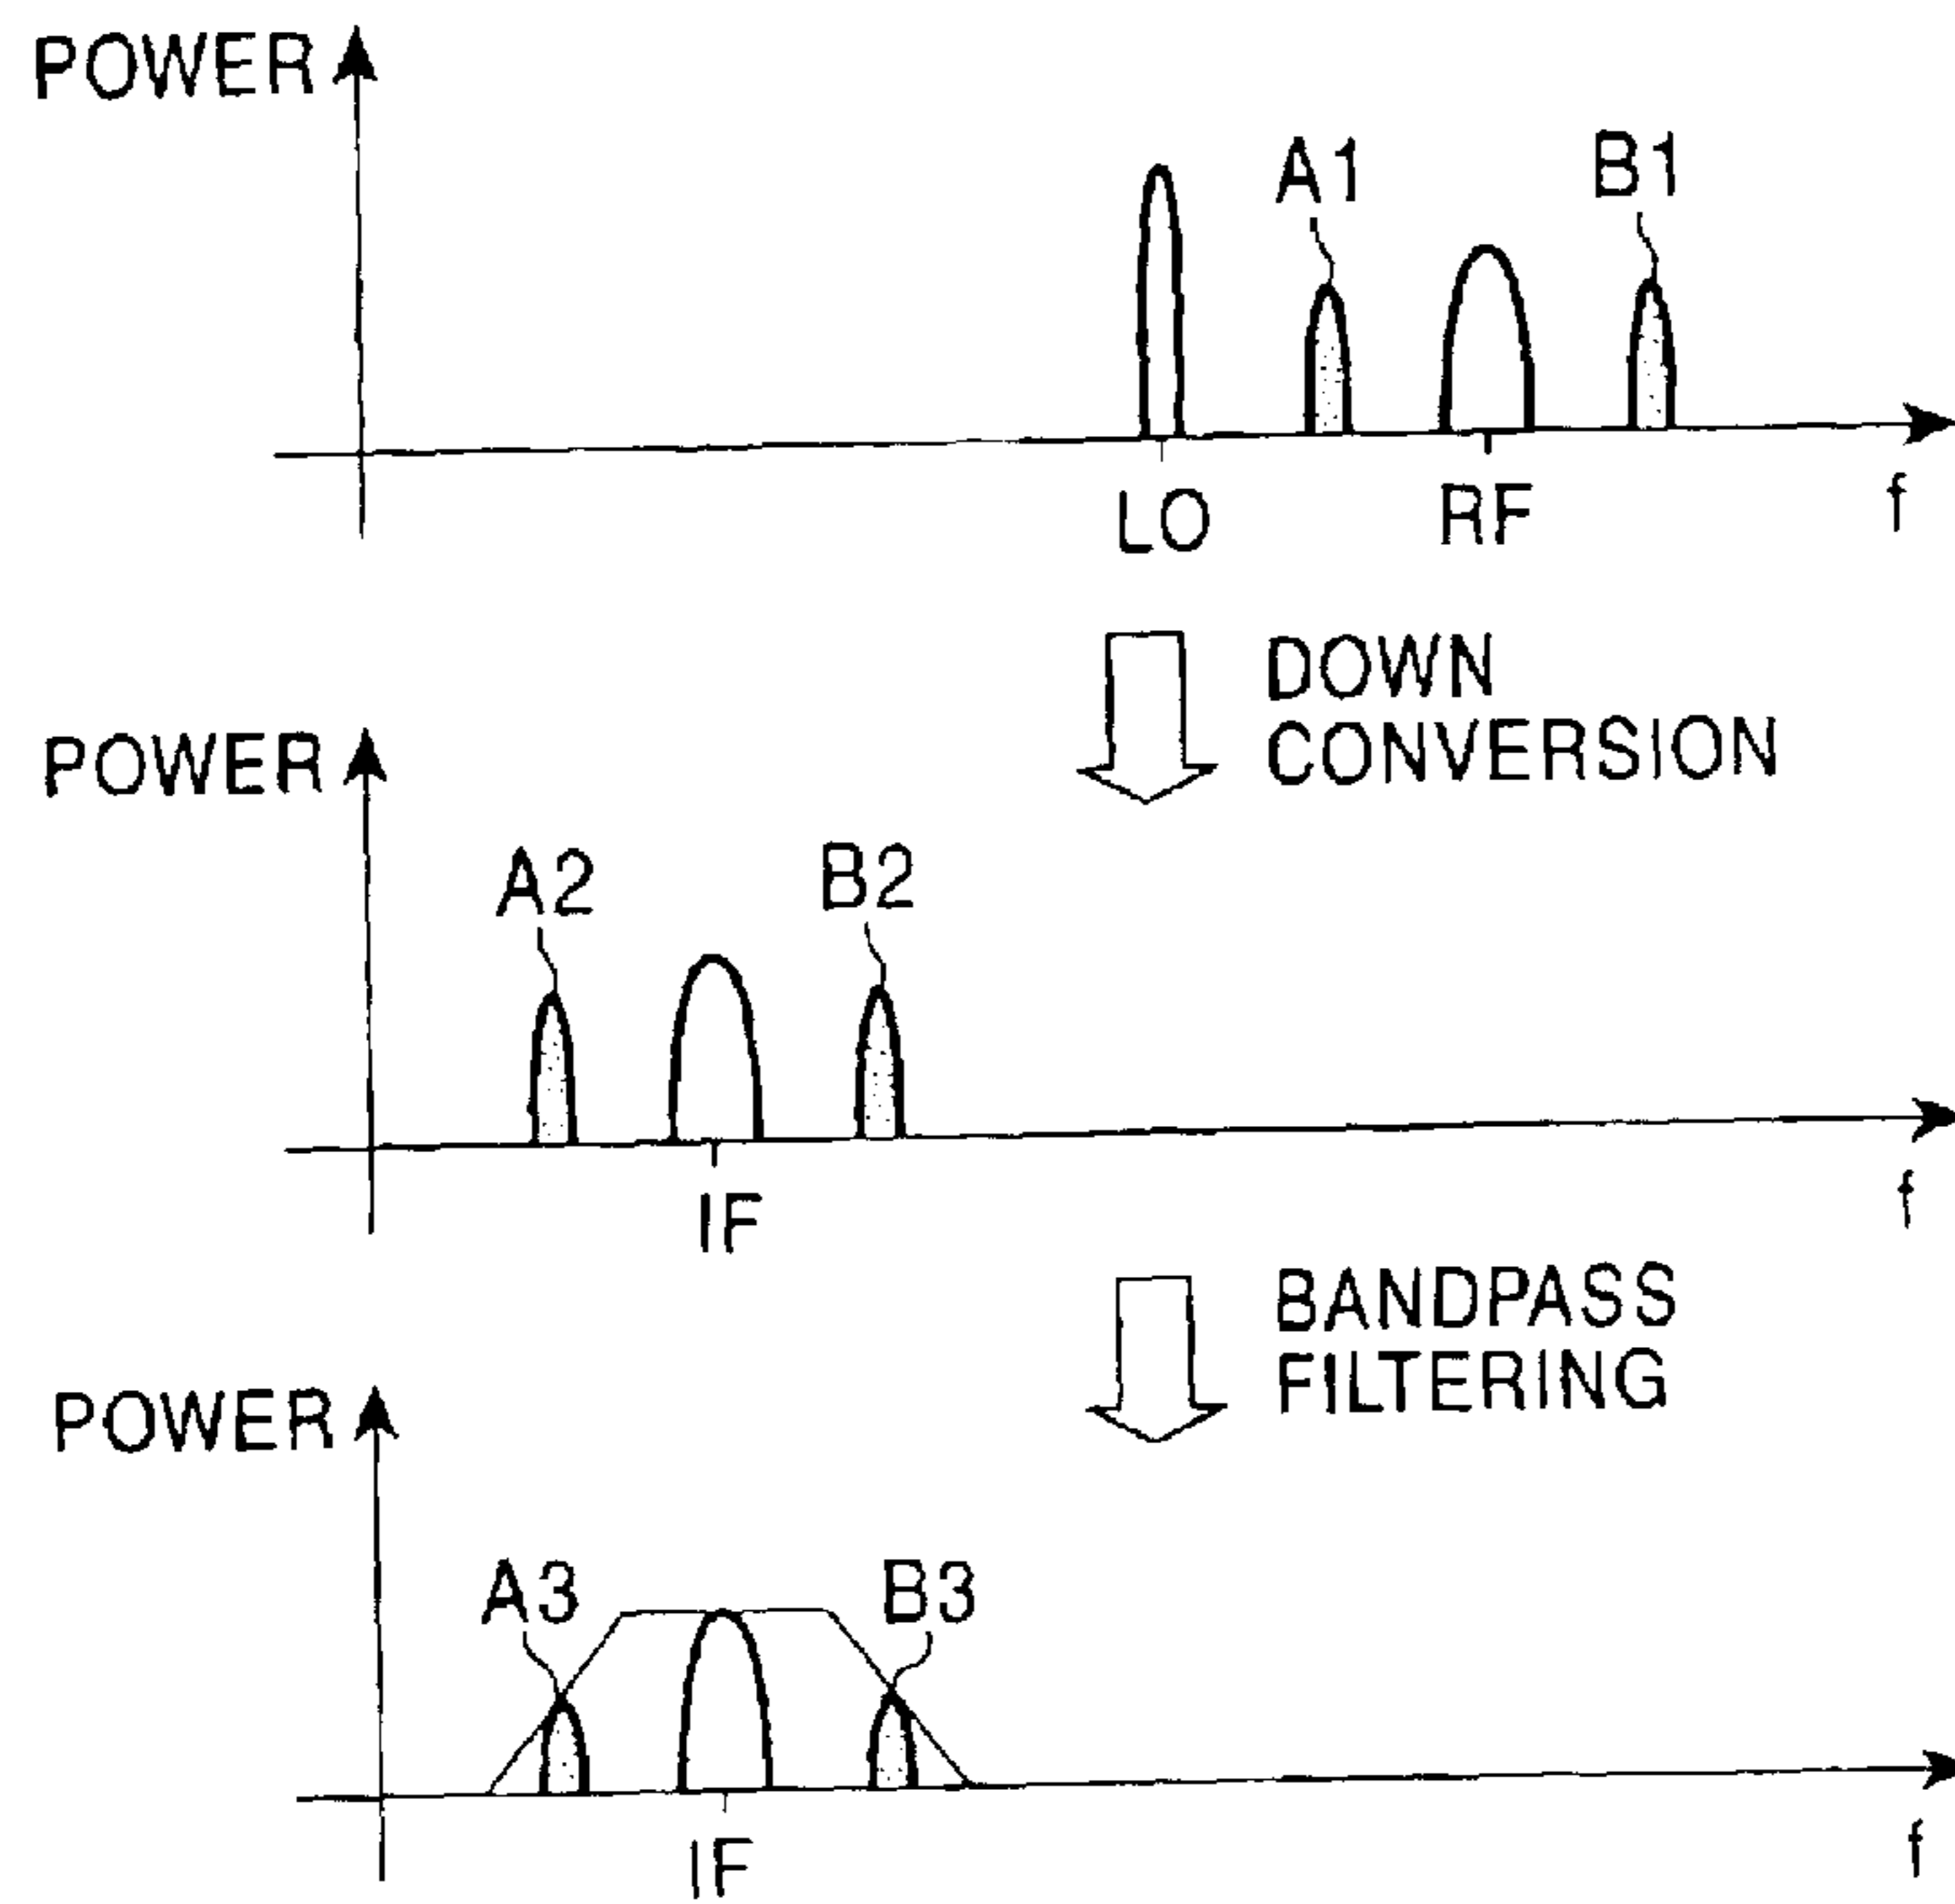 POWER
A1
B1
LO
RF
f
DOWN
CONVERSION
POWER
A2
B2
IF
f
BANDPASS
FILTERING
POWER
A3
B3
IF
f